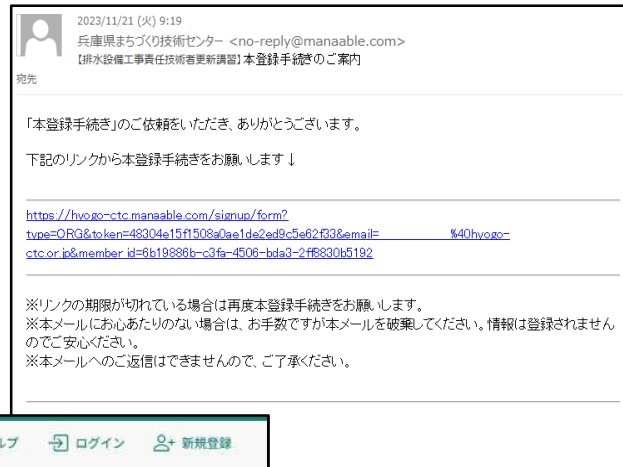 2023/11/21 (火) 9:19
兵庫県まちづくり技術センター <no-reply@manaable.com>
【排水設備工事責任技術者更新講習】本登録手続きのご案内
宛先
「本登録手続き」のご依頼をいただき、ありがとうございます。
下記のリンクから本登録手続きをお願いします↓
https://hyogo-ctc.manaable.com/signup/form?
type=ORG&token=48304e15f1508a0ae1de2ed9c5e62f33&email= %40hyogo-
ctc.or.jp&member_id=6b19886b-c3fa-4506-bda3-2ff8830b5192
※リンクの期限が切れている場合は再度本登録手続きをお願いします。
※本メールにお心あたりのない場合は、お手数ですが本メールを破棄してください。情報は登録されません
のでご安心ください。
※本メールへのご返信はできませんので、ご了承ください。
ルプ ログイン 新規登録